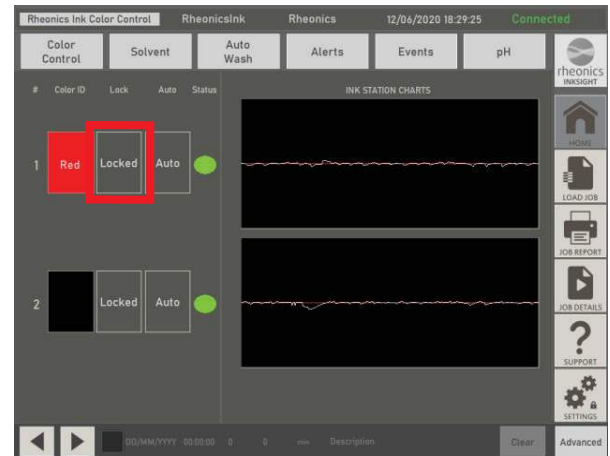 Rheonics Ink Color Control RheonicsInk Rheonics 12/06/2020 18:29:25 Connected
Color Control Solvent Auto Wash Alerts Events pH
rheonics
INKSIGHT
# Color ID Lock Auto Status INK STATION CHARTS
HOME
1 Red Locked Auto
LOAD JOB
JOB REPORT
2 Locked Auto
JOB DETAILS
SUPPORT
SETTINGS
DD/MM/YYYY 00:00:00 0 0 min Description Clear Advanced